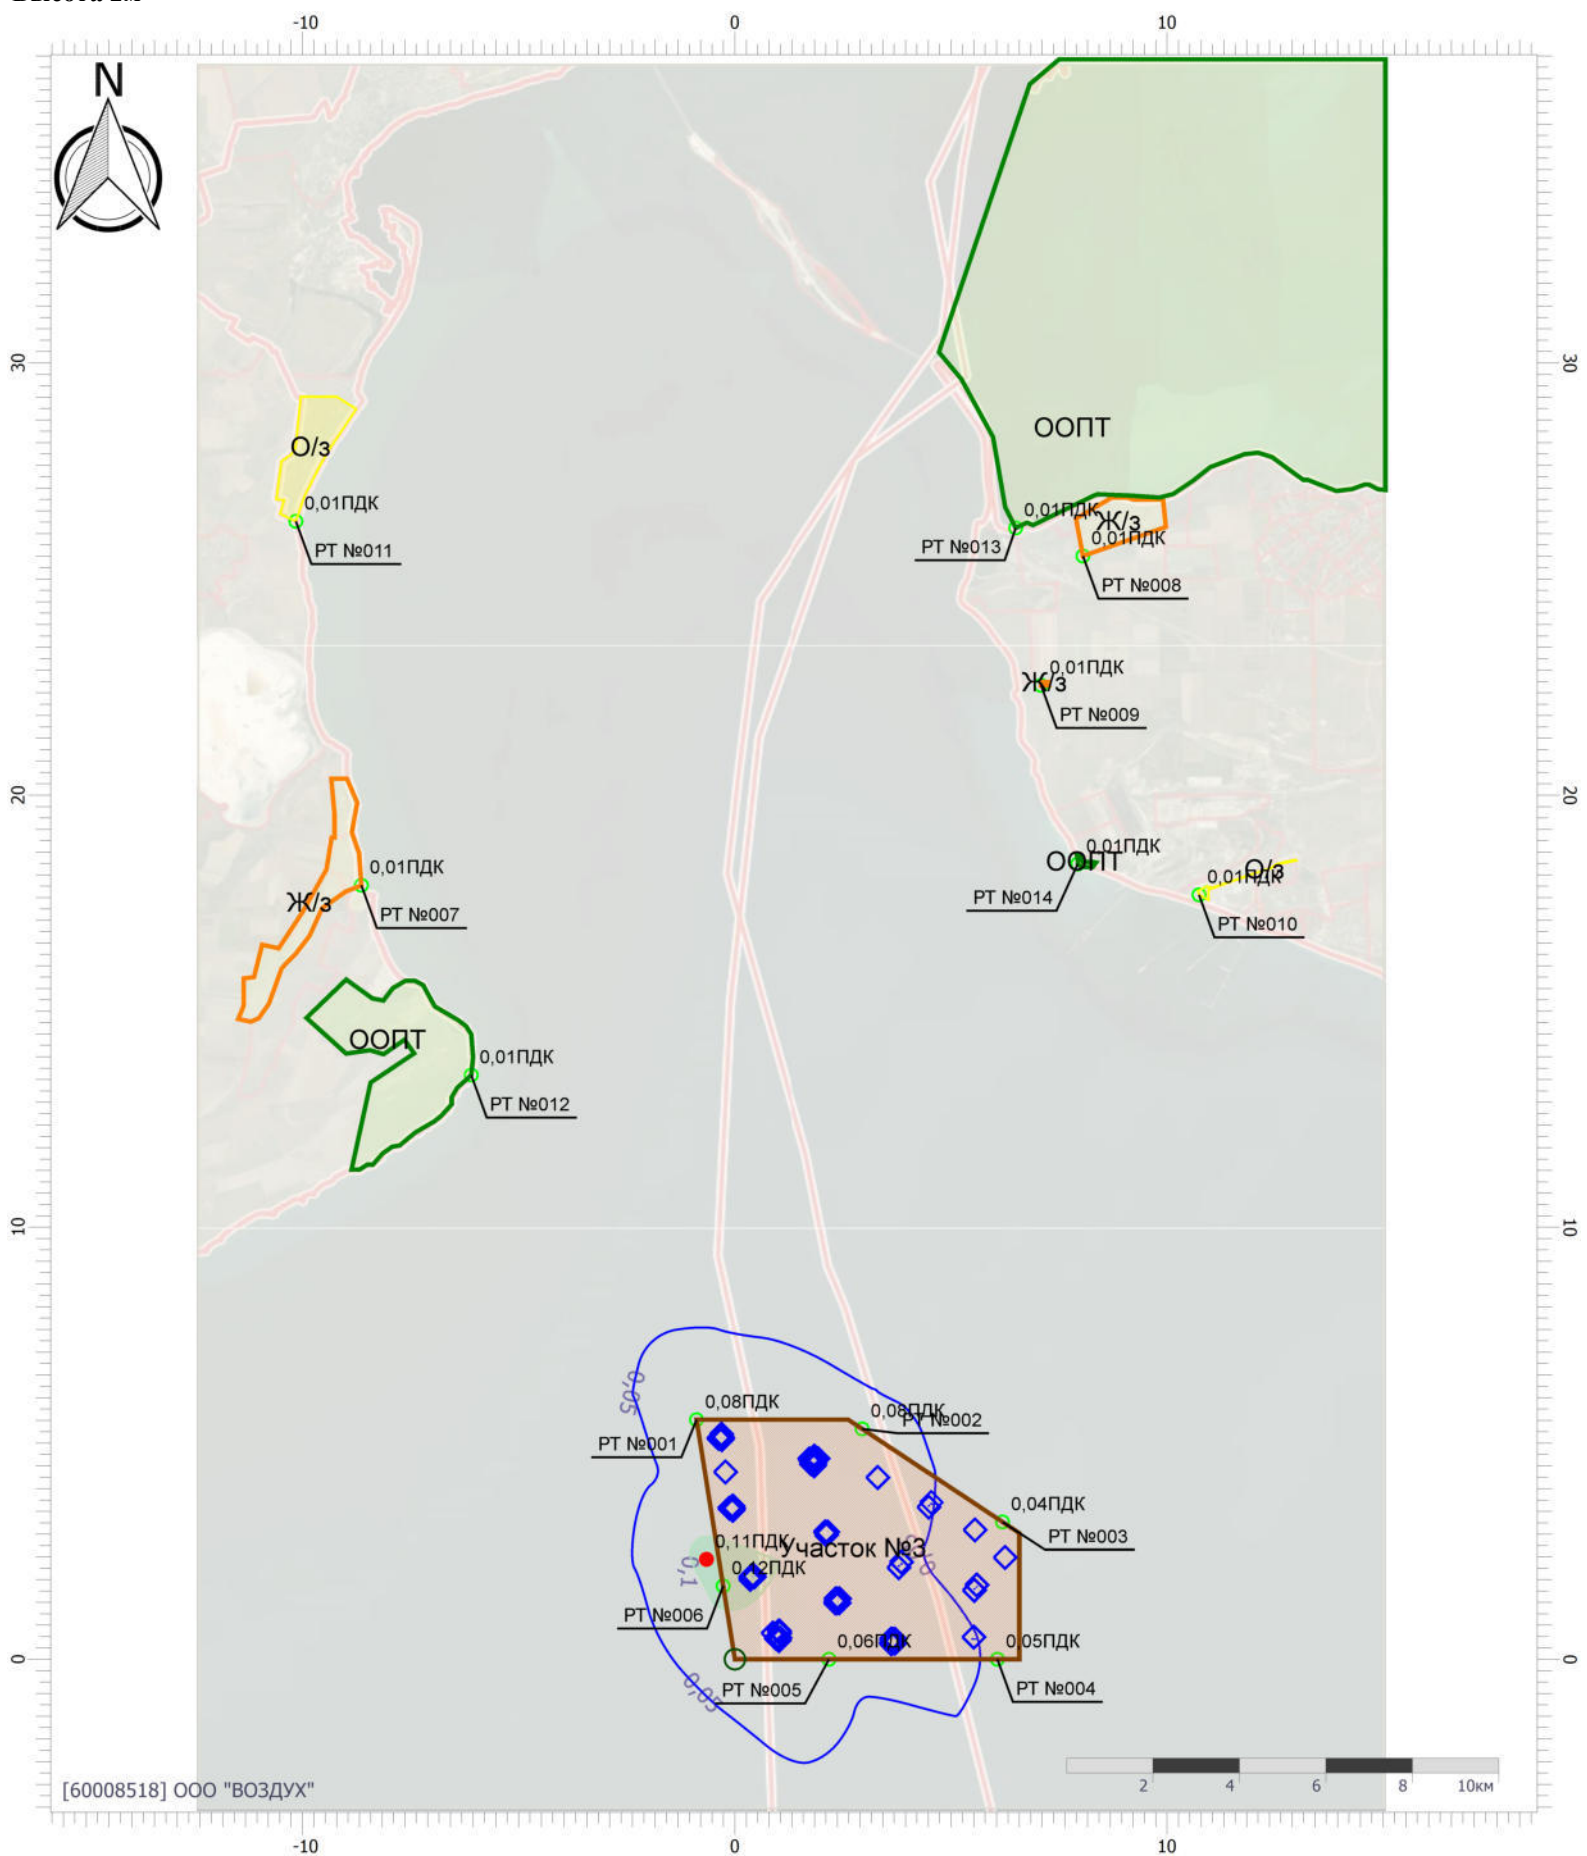 Высота 2м
-10 0 10
N
30 30
ООПТ
О/з
0,01ПДК
РТ №011
0,01ПДК
РТ №013
Ж/з
0,01ПДК
РТ №008
0,01ПДК
Ж/з
РТ №009
20 20
0,01ПДК
ООПТ
РТ №014
О/з
0,01ПДК
РТ №010
0,01ПДК
Ж/з
РТ №007
ООПТ
0,01ПДК
РТ №012
10 10
0,05
0,08ПДК
РТ №001
0,08ПДК
РТ №002
0,04ПДК
РТ №003
0,11ПДК
Участок №3
0,1
0,12ПДК
РТ №006
0,06ПДК
РТ №005
0,05ПДК
РТ №004
0 0
0,05
2 4 6 8 10км
[60008518] ООО "ВОЗДУХ"
-10 0 10